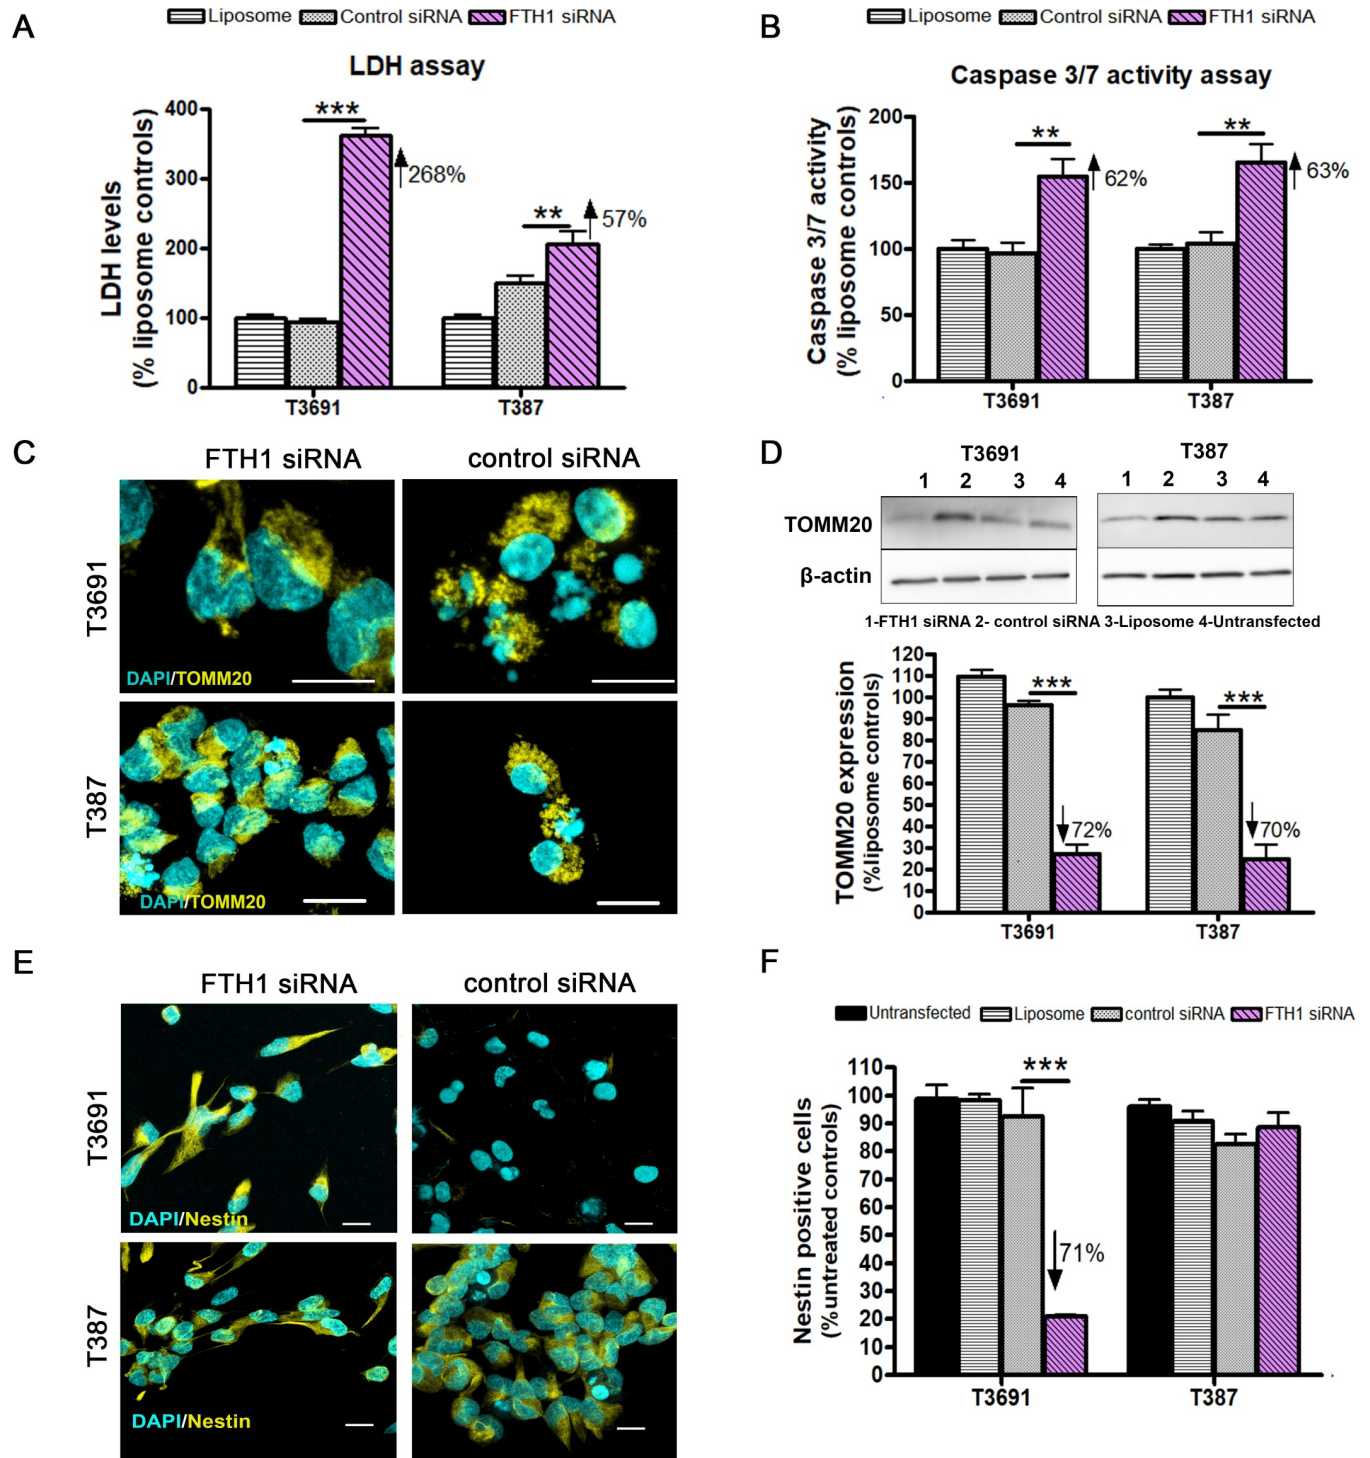 A
Liposome Control siRNA FTH1 siRNA
LDH assay
LDH levels
(% liposome controls)
400
300
200
100
0
***
268%
**
57%
T3691 T387
B
Liposome Control siRNA FTH1 siRNA
Caspase 3/7 activity assay
Caspase 3/7 activity
(% liposome controls)
200
150
100
50
0
**
62%
**
63%
T3691 T387
C
FTH1 siRNA control siRNA
T3691
DAPI/TOMM20
T387
DAPI/TOMM20
D
T3691 T387
1 2 3 4 1 2 3 4
TOMM20
β-actin
1-FTH1 siRNA 2- control siRNA 3-Liposome 4-Untransfected
TOMM20 expression
(%liposome controls)
120
110
100
90
80
70
60
50
40
30
20
10
0
***
72%
***
70%
T3691 T387
E
FTH1 siRNA control siRNA
T3691
DAPI/Nestin
T387
DAPI/Nestin
F
Untransfected Liposome control siRNA FTH1 siRNA
Nestin positive cells
(%untreated controls)
110
100
90
80
70
60
50
40
30
20
10
0
***
71%
T3691 T387